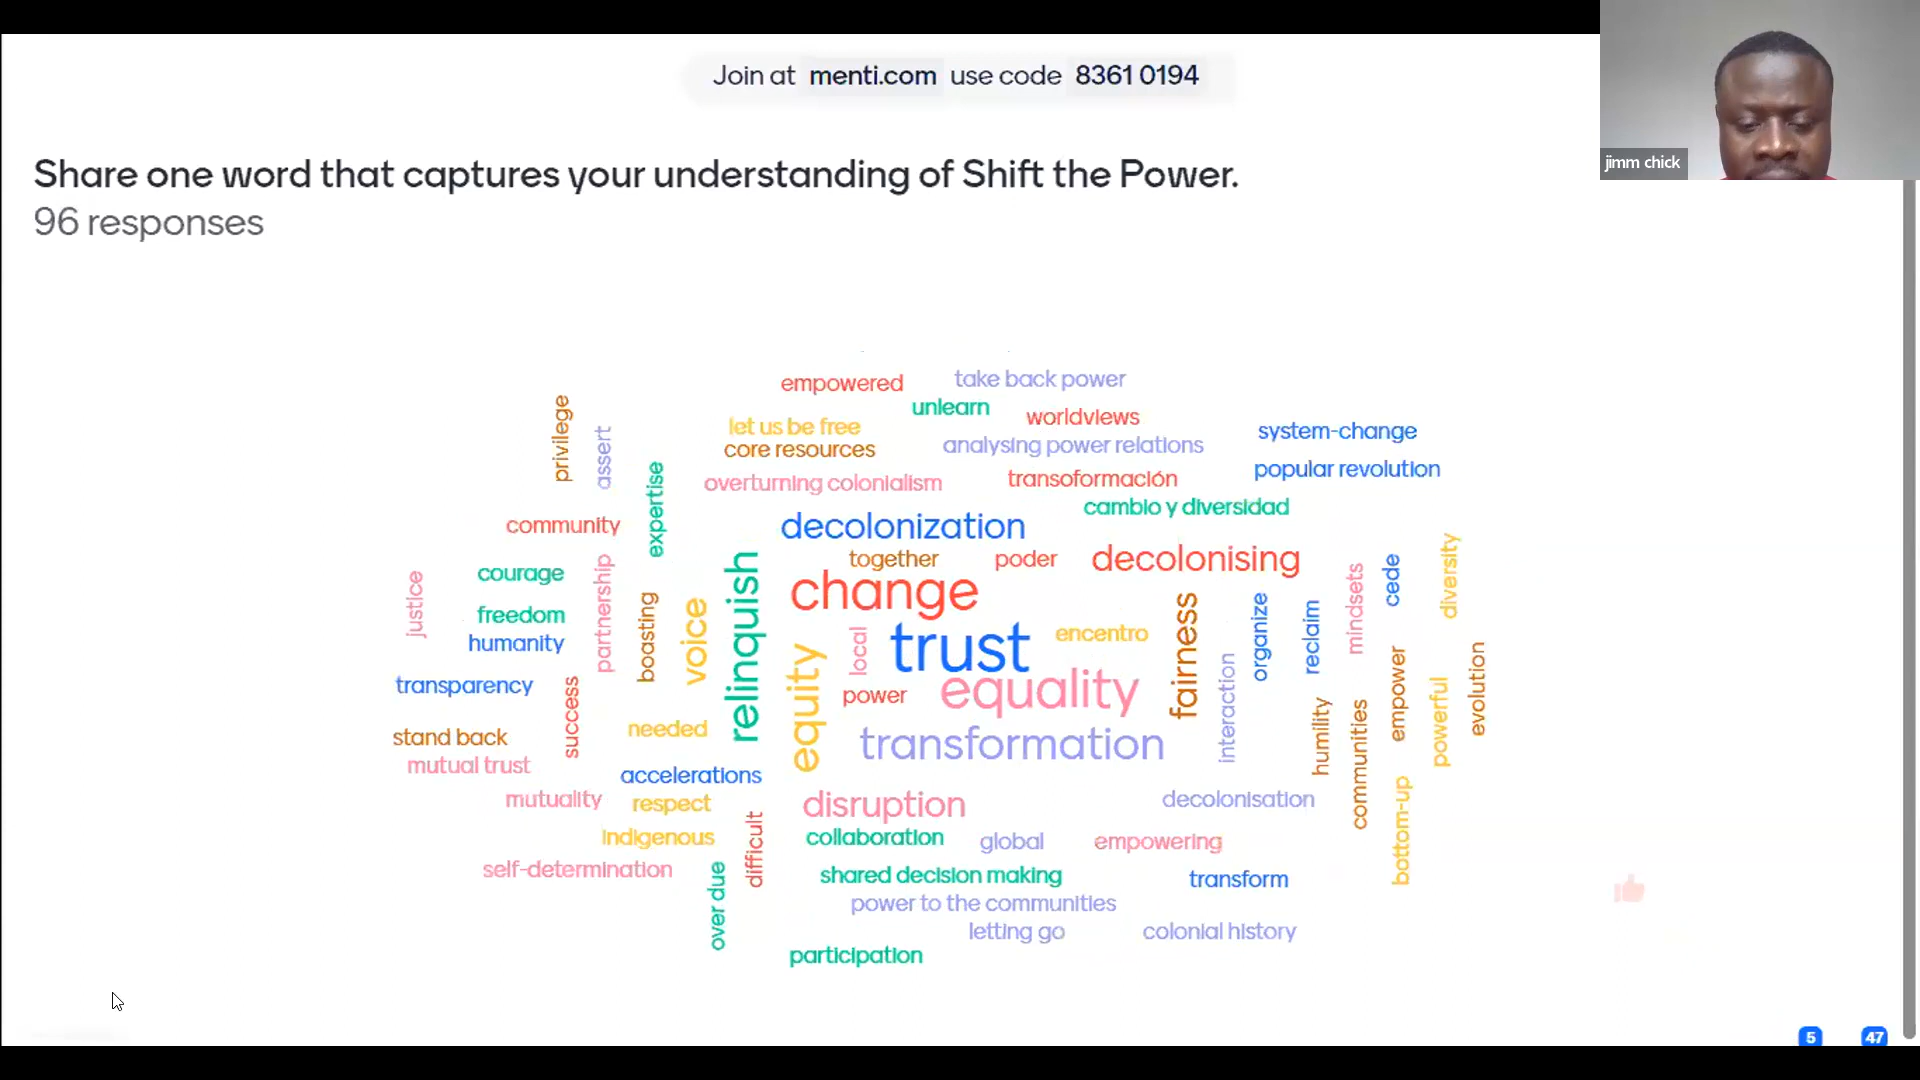 Join at menti.com use code 8361 0194
jimm chick
Share one word that captures your understanding of Shift the Power.
96 responses
empowered
take back power
unlearn
worldviews
let us be free
core resources
analysing power relations
system-change
popular revolution
privilege
assert
expertise
overturning colonialism
transoformación
cambio y diversidad
community
decolonization
together
poder
decolonising
courage
change
justice
freedom
humanity
partnership
boasting
voice
relinquish
equity
local
trust
encentro
fairness
organize
reclaim
mindsets
cede
diversity
transparency
success
power
equality
interaction
humility
communities
empower
powerful
evolution
stand back
mutual trust
needed
transformation
accelerations
mutuality
respect
disruption
decolonisation
bottom-up
indigenous
difficult
collaboration
global
empowering
self-determination
over due
shared decision making
transform
power to the communities
letting go
colonial history
participation
5
47